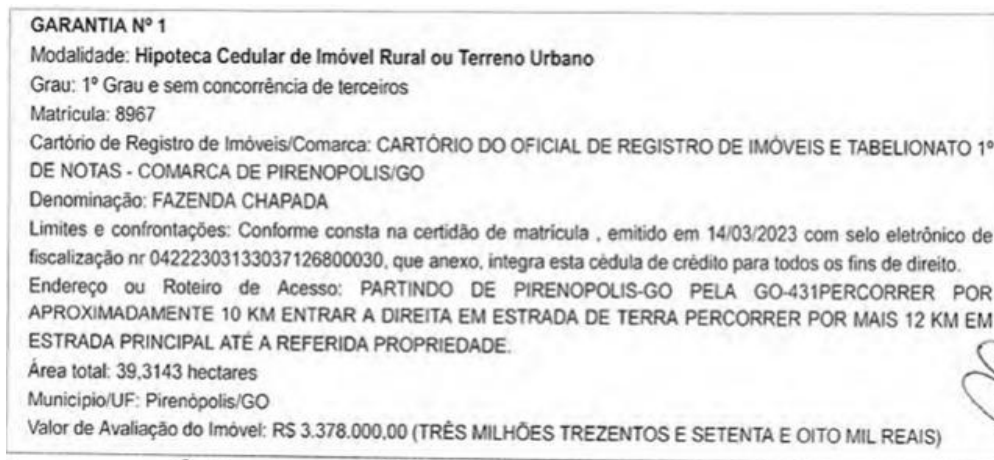 GARANTIA Nº 1
Modalidade: Hipoteca Cedular de Imóvel Rural ou Terreno Urbano
Grau: 1º Grau e sem concorrência de terceiros
Matricula: 8967
Cartório de Registro de Imóveis/Comarca: CARTÓRIO DO OFICIAL DE REGISTRO DE IMÓVEIS E TABELIONATO 1º
DE NOTAS - COMARCA DE PIRENOPOLIS/GO
Denominação: FAZENDA CHAPADA
Limites e confrontações: Conforme consta na certidão de matrícula , emitido em 14/03/2023 com selo eletrônico de
fiscalização nr 04222303133037126800030, que anexo, integra esta cédula de crédito para todos os fins de direito.
Endereço ou Roteiro de Acesso: PARTINDO DE PIRENOPOLIS-GO PELA GO-431PERCORRER POR
APROXIMADAMENTE 10 KM ENTRAR A DIREITA EM ESTRADA DE TERRA PERCORRER POR MAIS 12 KM EM
ESTRADA PRINCIPAL ATÉ A REFERIDA PROPRIEDADE.
Área total: 39,3143 hectares
Município/UF: Pirenópolis/GO
Valor de Avaliação do Imóvel: R$ 3.378.000,00 (TRÊS MILHÕES TREZENTOS E SETENTA E OITO MIL REAIS)